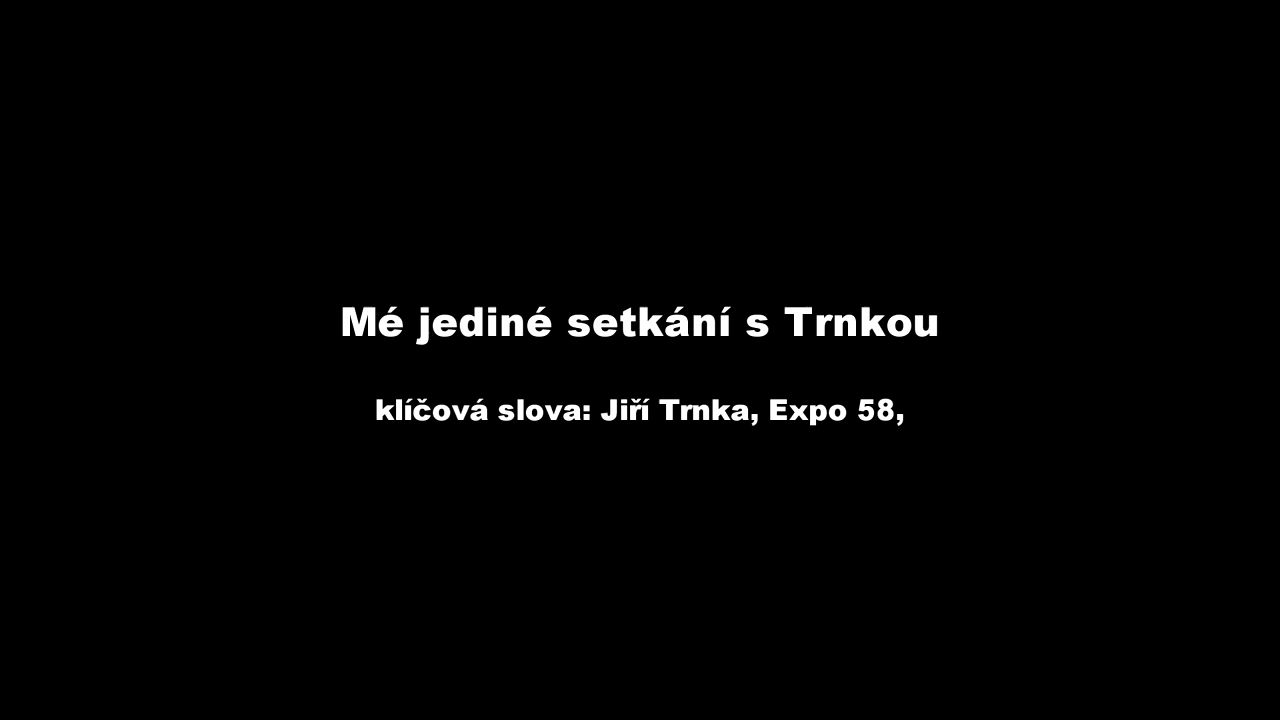 Mé jediné setkání s Trnkou
klíčová slova: Jiří Trnka, Expo 58,